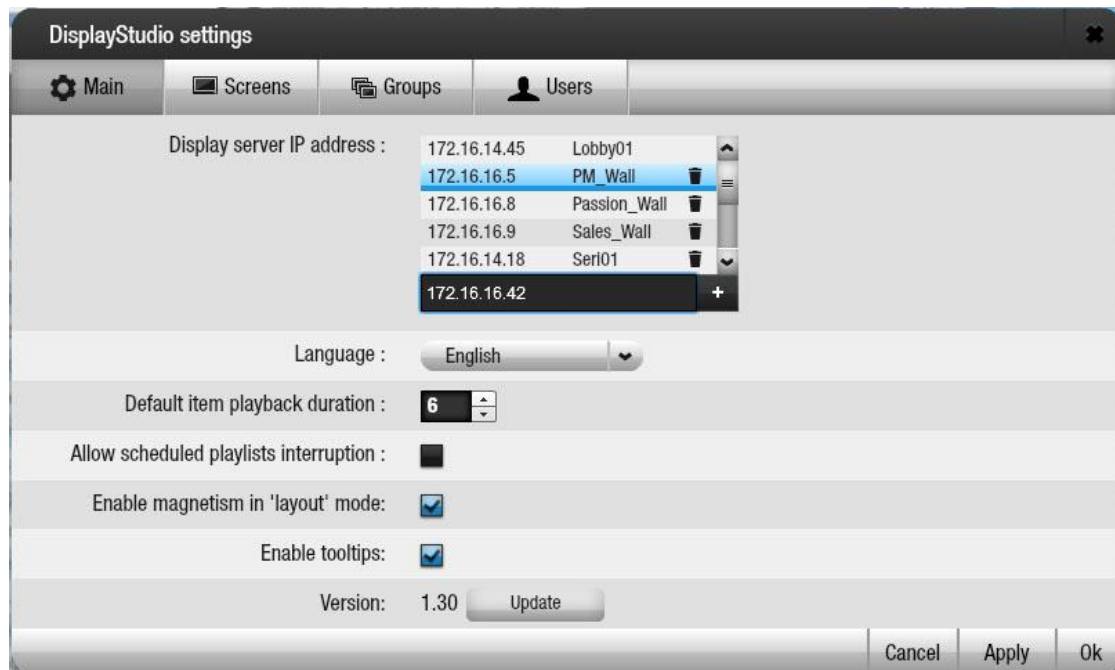 DisplayStudio settings
Main Screens Groups Users
Display server IP address :
172.16.14.45 Lobby01
172.16.16.5 PM_Wall
172.16.16.8 Passion_Wall
172.16.16.9 Sales_Wall
172.16.14.18 Seri01
172.16.16.42 +
Language : English
Default item playback duration : 6
Allow scheduled playlists interruption :
Enable magnetism in 'layout' mode:
Enable tooltips:
Version: 1.30 Update
Cancel Apply Ok